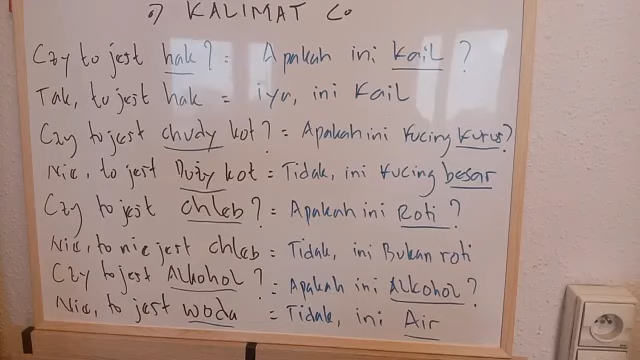 KALIMAT
Czy to jest hak? = Apakah ini Kail?
Tak, to jest hak = iya, ini Kail
Czy to jest chudy kot? = Apakah ini Kucing kurus?
Nie, to jest Duży kot = Tidak, ini Kucing besar
Czy to jest chleb? = Apakah ini Roti?
Nie, to nie jest chleb = Tidak, ini Bukan roti
Czy to jest Alkohol? = Apakah ini Alkohol?
Nie, to jest woda = Tidak, ini Air